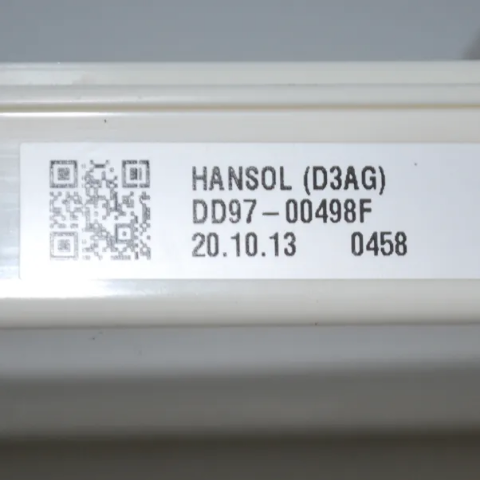 HANSOL (D3AG)
DD97-00498F
20.10.13 0458